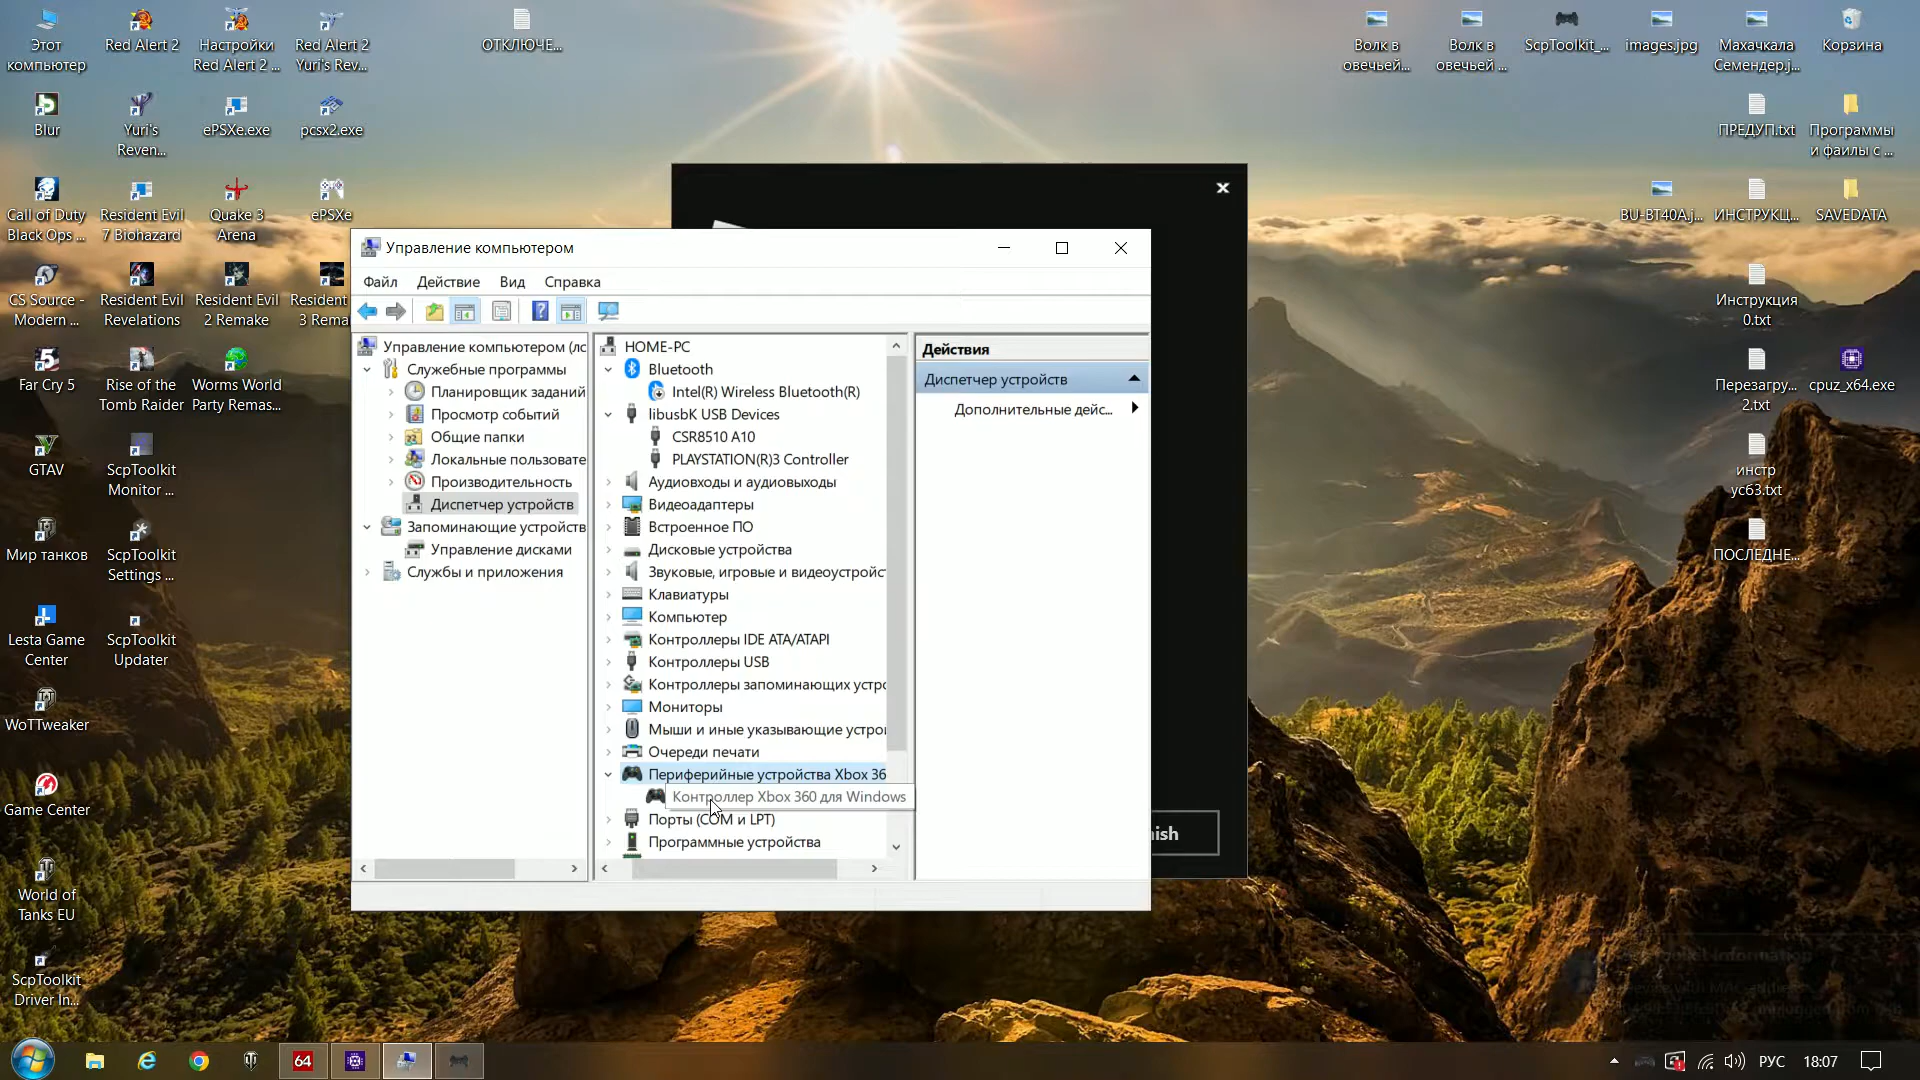 Этот
компьютер
Red Alert 2
Настройки
Red Alert 2 ...
Red Alert 2
Yuri's Rev...
ОТКЛЮЧЕ...
Волк в
овечьей...
Волк в
овечьей ...
ScpToolkit_...
images.jpg
Махачкала
Семендер.j...
Корзина
Blur
Yuri's
Reven...
ePSXe.exe
pcsx2.exe
ПРЕДУП.txt
Программы
и файлы с ...
Call of Duty
Black Ops ...
Resident Evil
7 Biohazard
Quake 3
Arena
ePSXe
BU-BT40A.j...
ИНСТРУКЦ...
SAVEDATA
CS Source -
Modern ...
Resident Evil
Revelations
Resident Evil
2 Remake
Resident
3 Rema
Инструкция
0.txt
Far Cry 5
Rise of the
Tomb Raider
Worms World
Party Remas...
Перезагру...
2.txt
cpuz_x64.exe
GTAV
ScpToolkit
Monitor ...
инстр
ус63.txt
Мир танков
ScpToolkit
Settings ...
ПОСЛЕДНЕ...
Lesta Game
Center
ScpToolkit
Updater
WoTTweaker
Game Center
World of
Tanks EU
ScpToolkit
Driver In...
Управление компьютером
Файл Действие Вид Справка
Управление компьютером (лс
Служебные программы
Планировщик заданий
Просмотр событий
Общие папки
Локальные пользовате
Производительность
Диспетчер устройств
Запоминающие устройств
Управление дисками
Службы и приложения
HOME-PC
Bluetooth
Intel(R) Wireless Bluetooth(R)
libusbK USB Devices
CSR8510 A10
PLAYSTATION(R)3 Controller
Аудиовходы и аудиовыходы
Видеоадаптеры
Встроенное ПО
Дисковые устройства
Звуковые, игровые и видеоустройс
Клавиатуры
Компьютер
Контроллеры IDE ATA/ATAPI
Контроллеры USB
Контроллеры запоминающих устро
Мониторы
Мыши и иные указывающие устрой
Очереди печати
Периферийные устройства Xbox 36
Контроллер Xbox 360 для Windows
Порты (COM и LPT)
Программные устройства
Действия
Диспетчер устройств
Дополнительные дейс...
ish
64
РУС
18:07